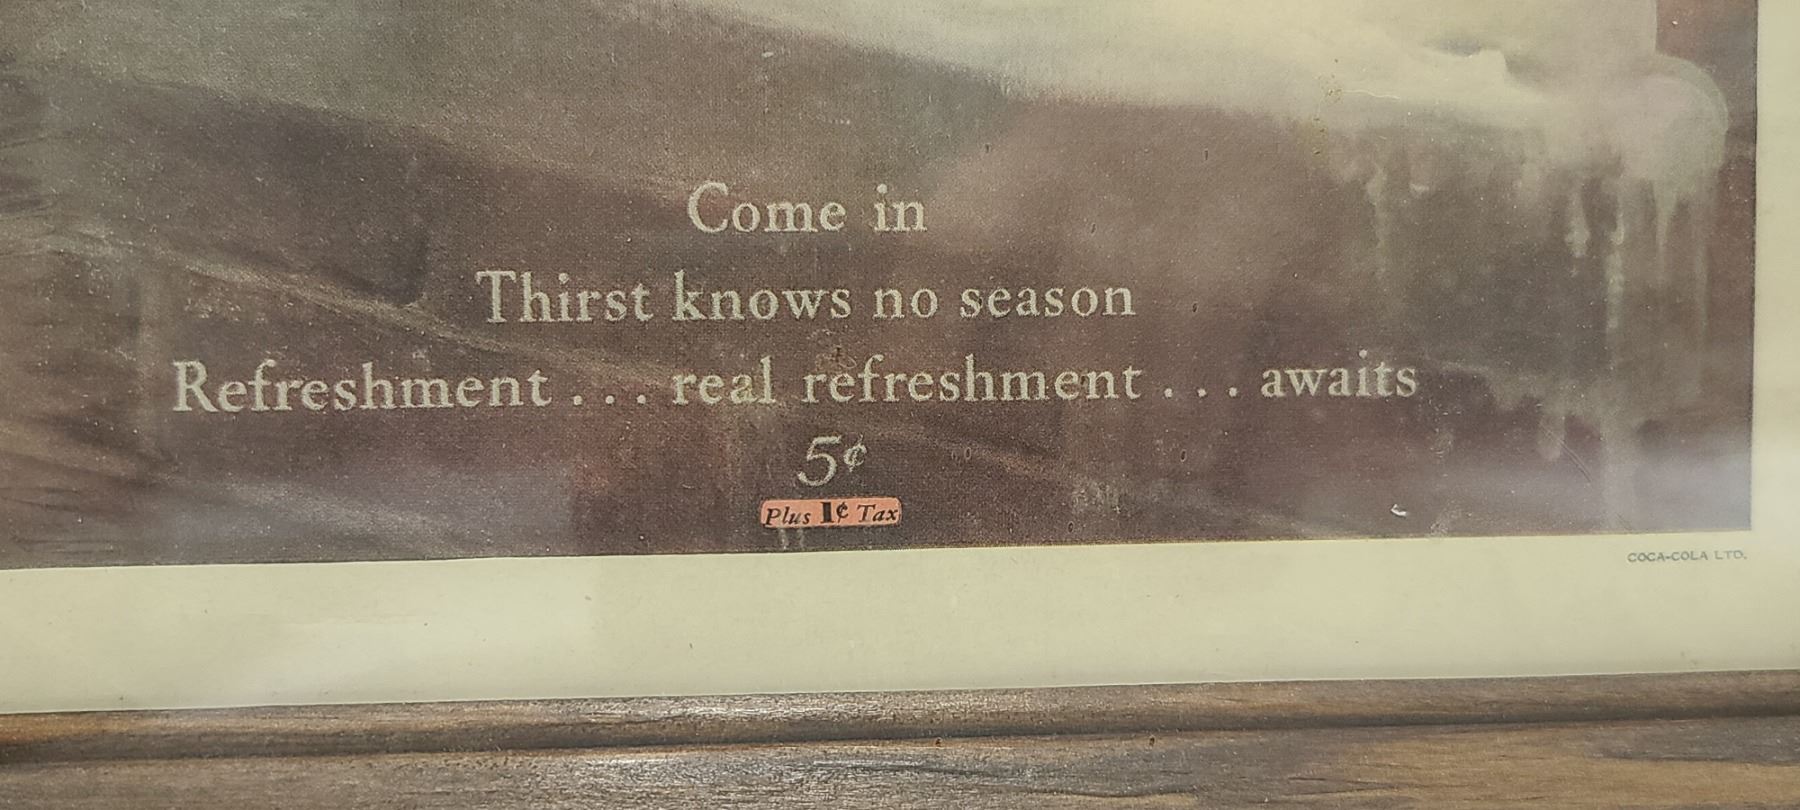 Come in
Thirst knows no season
Refreshment . . . real refreshment . . . awaits
5¢
Plus 1¢ Tax
COCA-COLA LTD.